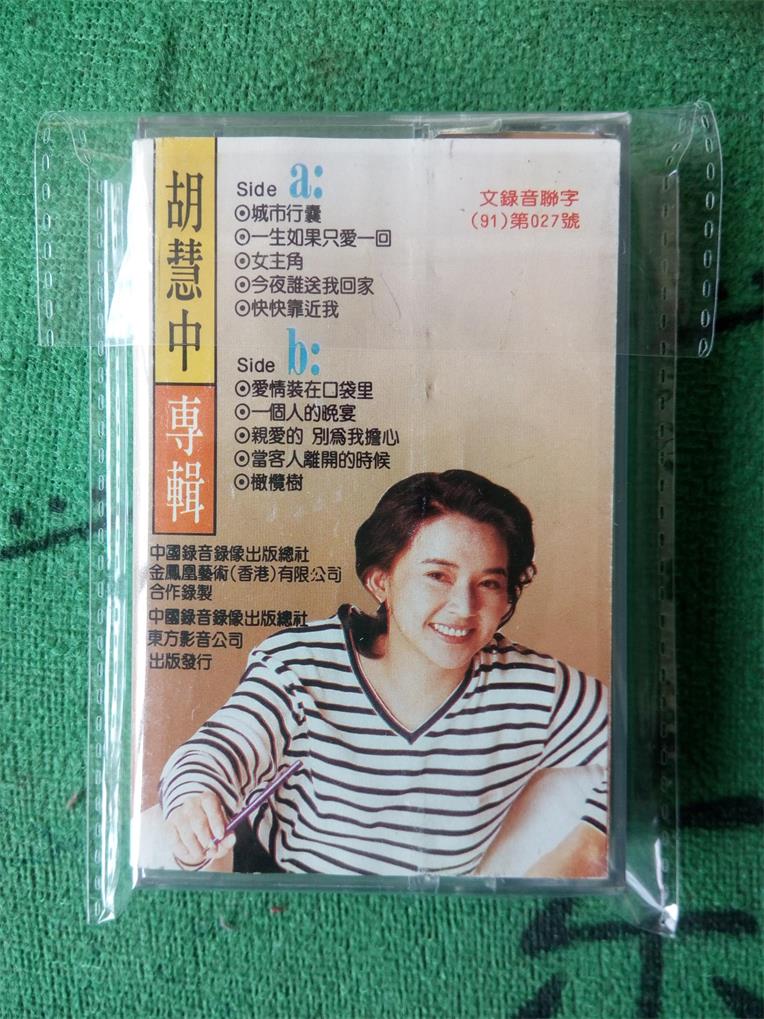 胡慧中
專輯
Side a:
⊙城市行囊
⊙一生如果只愛一回
⊙女主角
⊙今夜誰送我回家
⊙快快靠近我
Side b:
⊙愛情裝在口袋里
⊙一個人的晚宴
⊙親愛的 別爲我擔心
⊙當客人離開的時候
⊙橄欖樹
文錄音聯字
(91)第027號
中國錄音錄像出版總社
金鳳凰藝術(香港)有限公司
合作錄製
中國錄音錄像出版總社
東方影音公司
出版發行